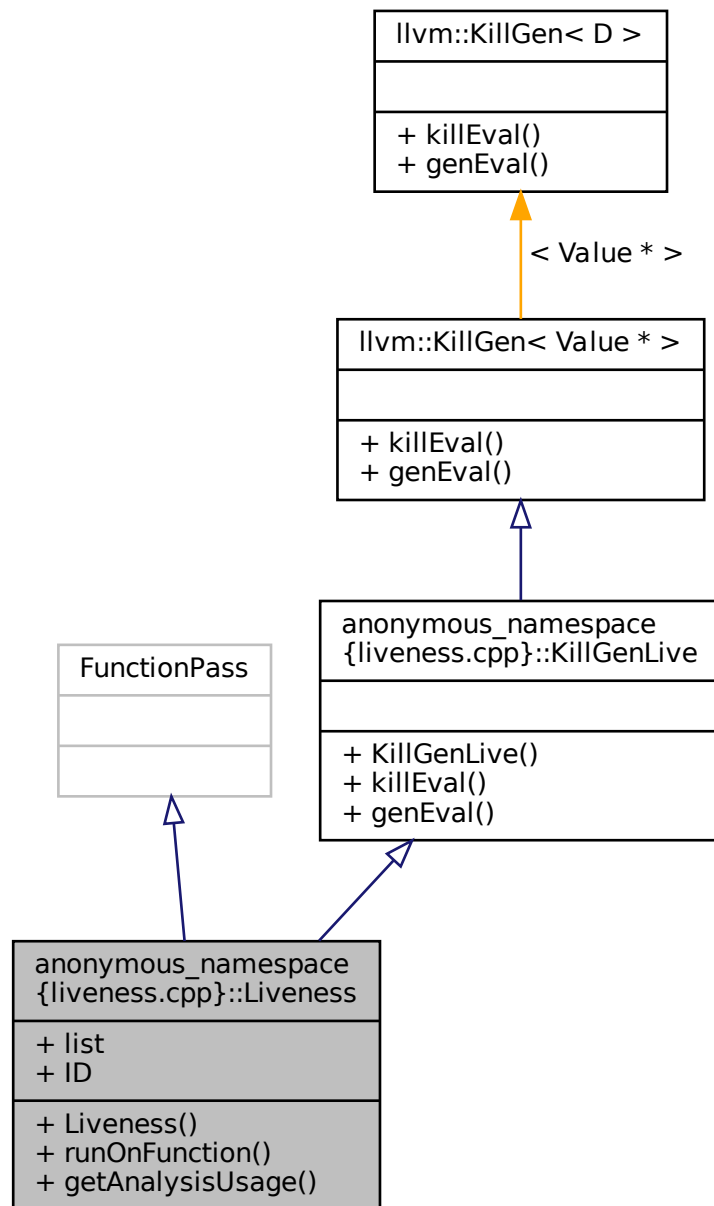 llvm::KillGen< D >
+ killEval()
+ genEval()
< Value * >
llvm::KillGen< Value * >
+ killEval()
+ genEval()
anonymous_namespace
{liveness.cpp}::KillGenLive
+ KillGenLive()
+ killEval()
+ genEval()
FunctionPass
anonymous_namespace
{liveness.cpp}::Liveness
+ list
+ ID
+ Liveness()
+ runOnFunction()
+ getAnalysisUsage()